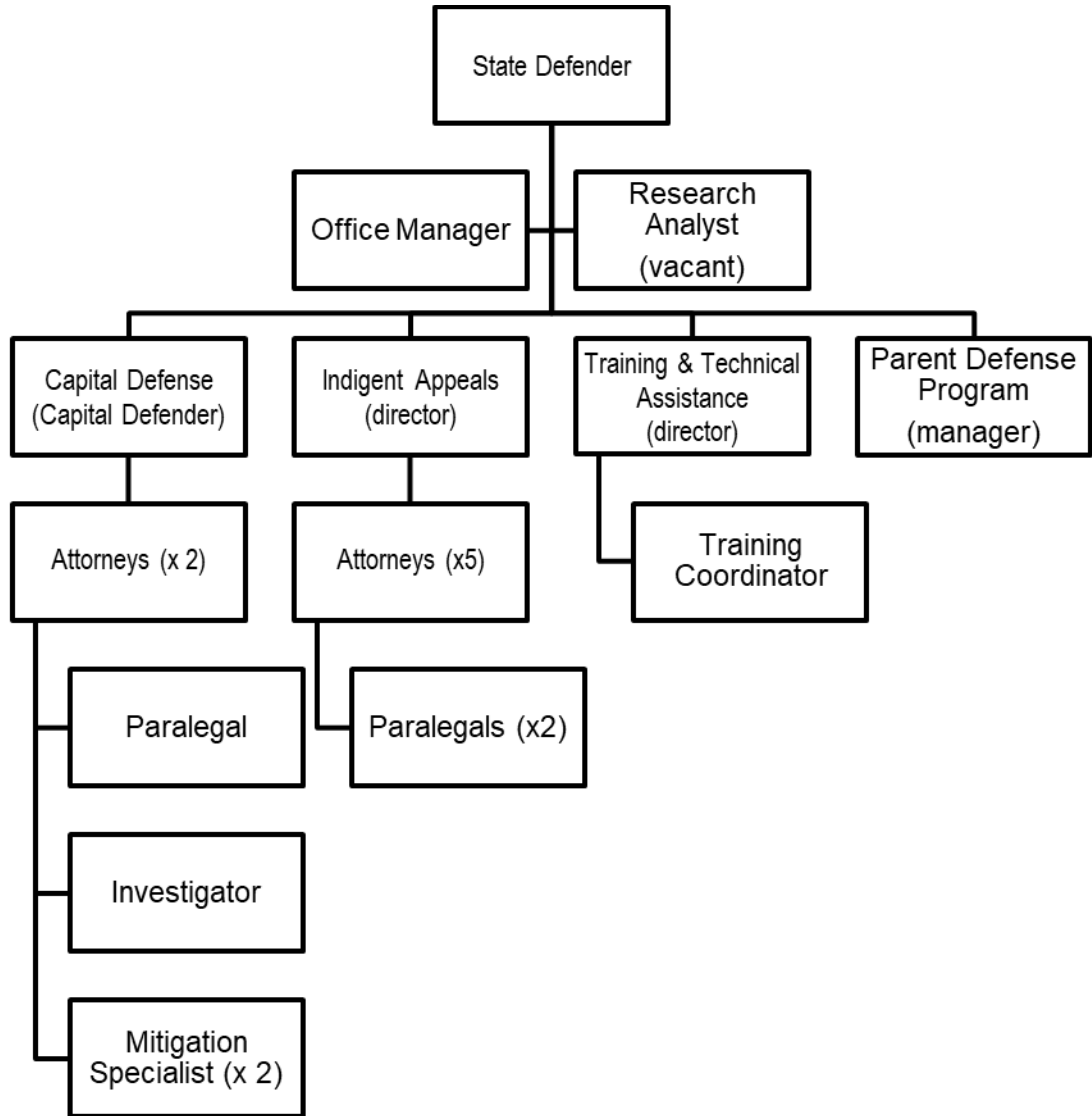 State Defender
Office Manager
Research
Analyst
(vacant)
Capital Defense
(Capital Defender)
Indigent Appeals
(director)
Training & Technical
Assistance
(director)
Parent Defense
Program
(manager)
Attorneys (x 2)
Attorneys (x5)
Training
Coordinator
Paralegal
Paralegals (x2)
Investigator
Mitigation
Specialist (x 2)